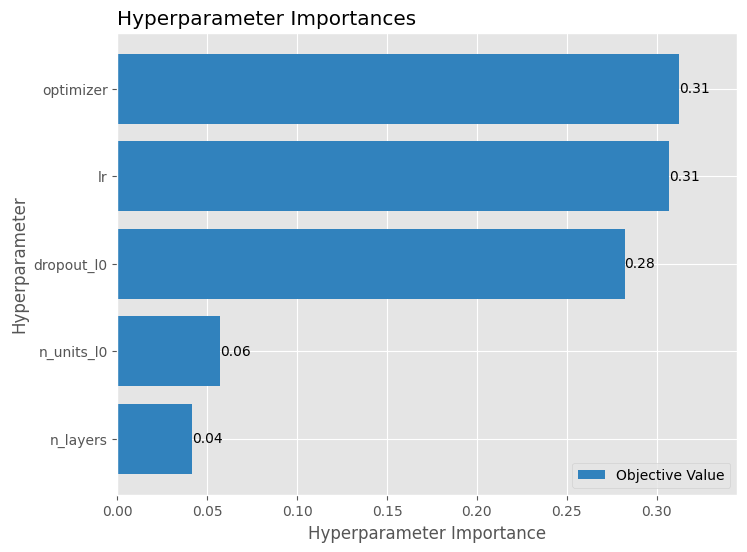 Hyperparameter Importances
Hyperparameter
optimizer
0.31
lr
0.31
dropout_l0
0.28
n_units_l0
0.06
n_layers
0.04
Objective Value
0.00 0.05 0.10 0.15 0.20 0.25 0.30
Hyperparameter Importance